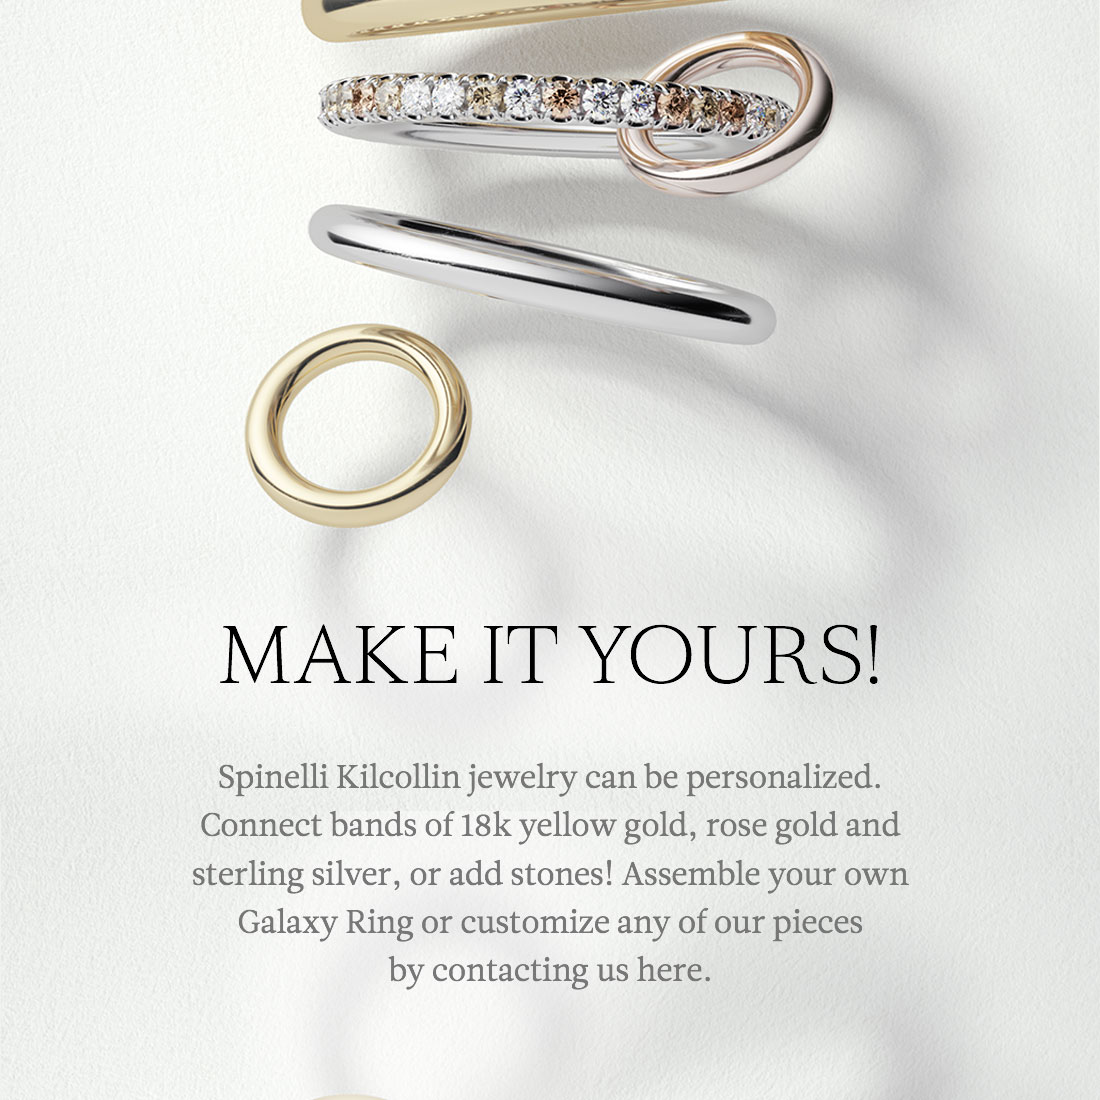 MAKE IT YOURS!
Spinelli Kilcollin jewelry can be personalized.
Connect bands of 18k yellow gold, rose gold and
sterling silver, or add stones! Assemble your own
Galaxy Ring or customize any of our pieces
by contacting us here.